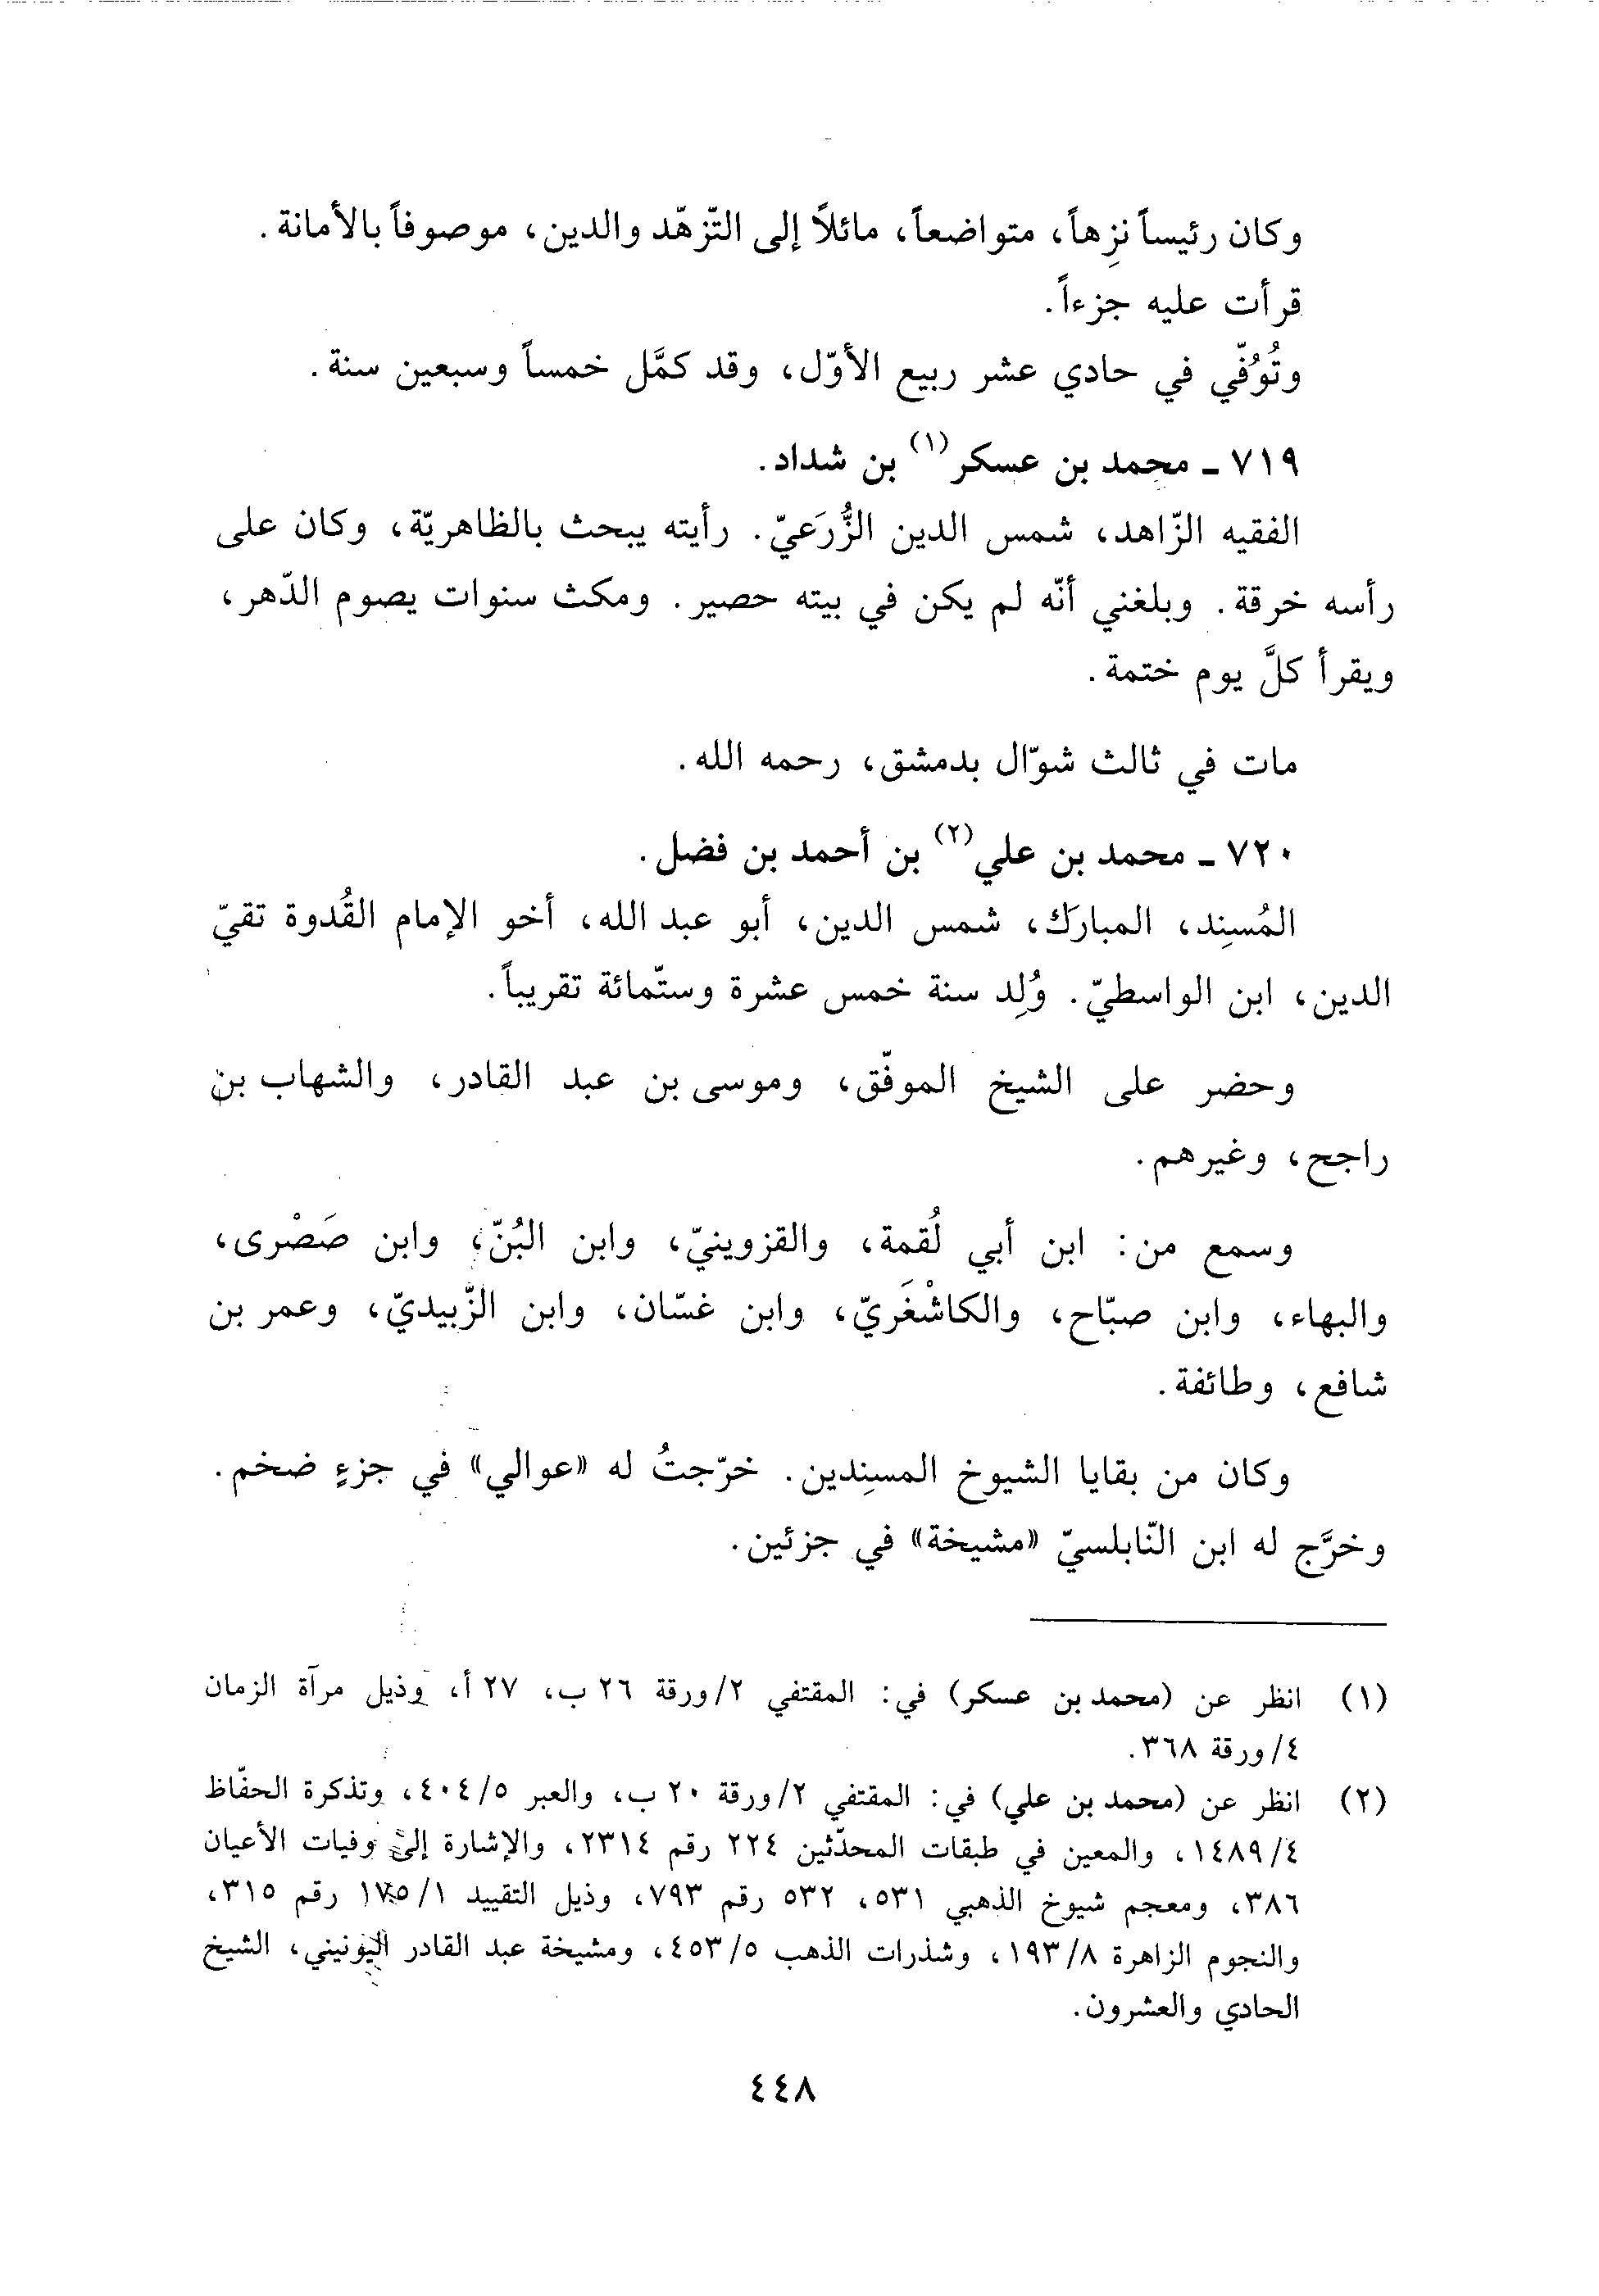 وكان رئيساً نزِهاً، متواضعاً، مائلاً إلى التّزهّد والدين، موصوفاً بالأمانة.
قرأت عليه جزءاً.
وتُوُفّي في حادي عشر ربيع الأوّل، وقد كمَّل خمساً وسبعين سنة.
٧١٩ ـ محمد بن عسكر(١) بن شداد.
الفقيه الزّاهد، شمس الدين الزُّرَعيّ. رأيته يبحث بالظاهريّة، وكان على
رأسه خرقة. وبلغني أنّه لم يكن في بيته حصير. ومكث سنوات يصوم الدّهر،
ويقرأ كلَّ يوم ختمة.
مات في ثالث شوّال بدمشق، رحمه الله.
٧٢٠ ـ محمد بن علي(٢) بن أحمد بن فضل.
المُسنِد، المبارك، شمس الدين، أبو عبد الله، أخو الإمام القُدوة تقيّ
الدين، ابن الواسطيّ. وُلِد سنة خمس عشرة وستّمائة تقريباً.
وحضر على الشيخ الموفّق، وموسى بن عبد القادر، والشهاب بن
راجح، وغيرهم.
وسمع من: ابن أبي لُقمة، والقزوينيّ، وابن البُنّ، وابن صَصْرى،
والبهاء، وابن صبّاح، والكاشْغَريّ، وابن غسّان، وابن الزّبيديّ، وعمر بن
شافع، وطائفة.
وكان من بقايا الشيوخ المسنِدين. خرّجتُ له «عوالي» في جزءٍ ضخم.
وخرَّج له ابن النّابلسيّ «مشيخة» في جزئين.
(١) انظر عن (محمد بن عسكر) في: المقتفي ٢/ورقة ٢٦ ب، ٢٧ أ، وذيل مرآة الزمان
٤/ورقة ٣٦٨.
(٢) انظر عن (محمد بن علي) في: المقتفي ٢/ورقة ٢٠ ب، والعبر ٤٠٤/٥، وتذكرة الحفّاظ
١٤٨٩/٤، والمعين في طبقات المحدّثين ٢٢٤ رقم ٢٣١٤، والإشارة إلى وفيات الأعيان
٣٨٦، ومعجم شيوخ الذهبي ٥٣١، ٥٣٢ رقم ٧٩٣، وذيل التقييد ١٧٥/١ رقم ٣١٥،
والنجوم الزاهرة ١٩٣/٨، وشذرات الذهب ٤٥٣/٥، ومشيخة عبد القادر اليونيني، الشيخ
الحادي والعشرون.
٤٤٨